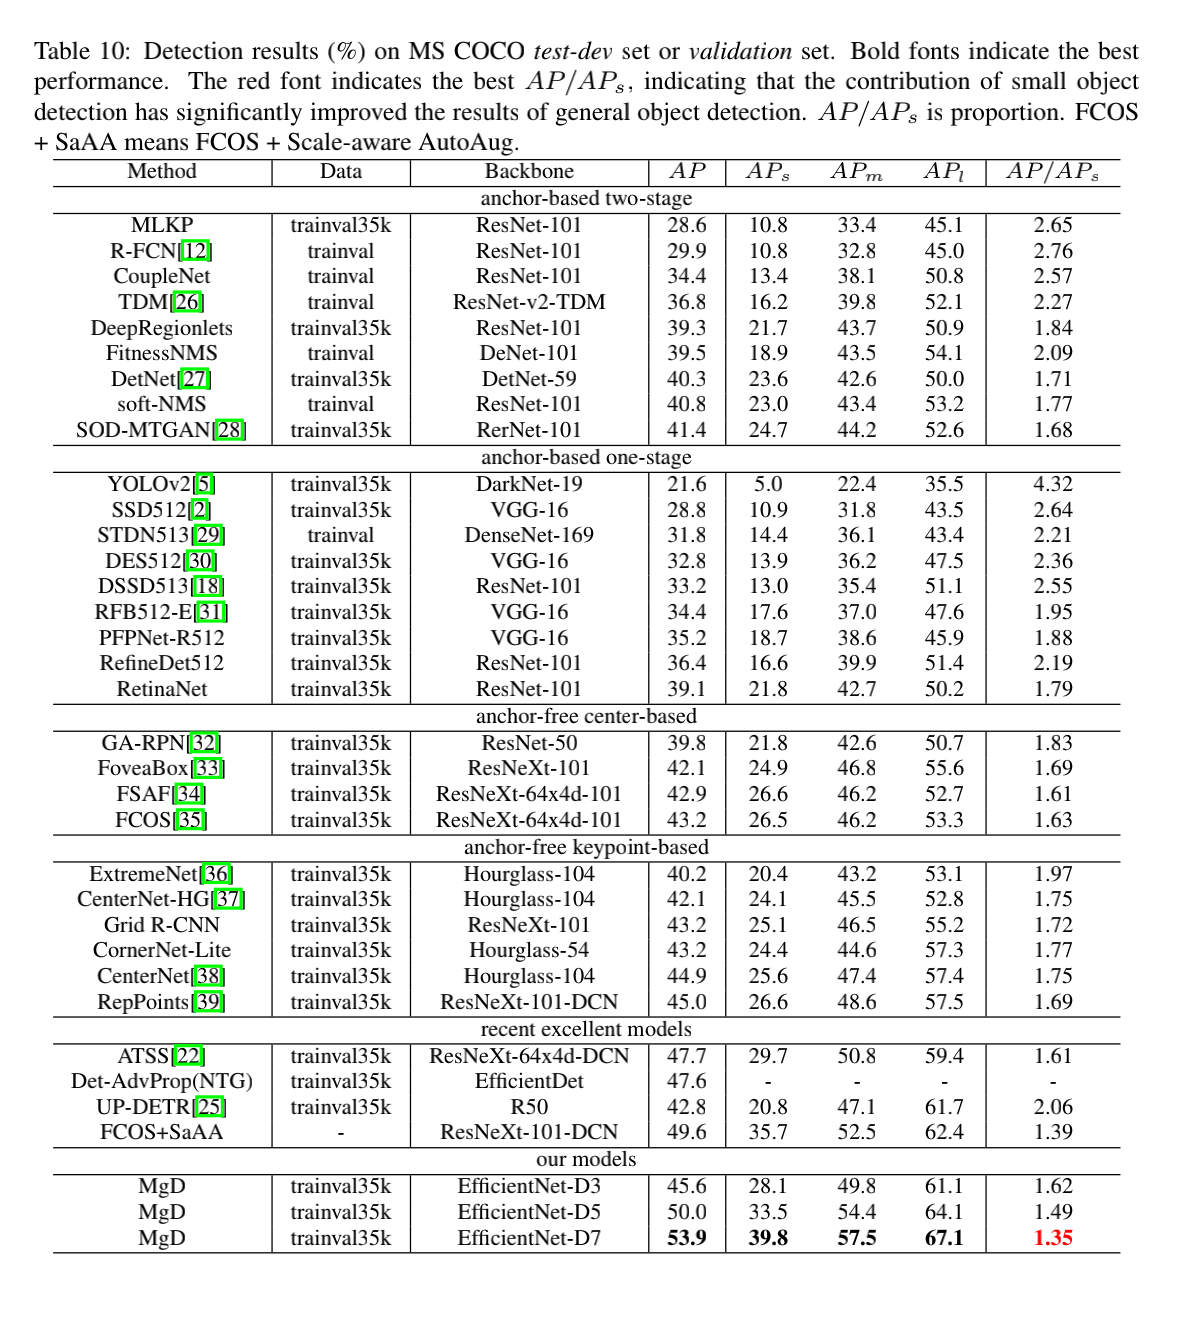 Table 10: Detection results (%) on MS COCO test-dev set or validation set. Bold fonts indicate the best
performance. The red font indicates the best AP/APs, indicating that the contribution of small object
detection has significantly improved the results of general object detection. AP/APs is proportion. FCOS
+ SaAA means FCOS + Scale-aware AutoAug.
Method Data Backbone AP APs APm APl AP/APs
anchor-based two-stage
MLKP trainval35k ResNet-101 28.6 10.8 33.4 45.1 2.65
R-FCN[12] trainval ResNet-101 29.9 10.8 32.8 45.0 2.76
CoupleNet trainval ResNet-101 34.4 13.4 38.1 50.8 2.57
TDM[26] trainval ResNet-v2-TDM 36.8 16.2 39.8 52.1 2.27
DeepRegionlets trainval35k ResNet-101 39.3 21.7 43.7 50.9 1.84
FitnessNMS trainval DeNet-101 39.5 18.9 43.5 54.1 2.09
DetNet[27] trainval35k DetNet-59 40.3 23.6 42.6 50.0 1.71
soft-NMS trainval ResNet-101 40.8 23.0 43.4 53.2 1.77
SOD-MTGAN[28] trainval35k RerNet-101 41.4 24.7 44.2 52.6 1.68
anchor-based one-stage
YOLOv2[5] trainval35k DarkNet-19 21.6 5.0 22.4 35.5 4.32
SSD512[2] trainval35k VGG-16 28.8 10.9 31.8 43.5 2.64
STDN513[29] trainval DenseNet-169 31.8 14.4 36.1 43.4 2.21
DES512[30] trainval35k VGG-16 32.8 13.9 36.2 47.5 2.36
DSSD513[18] trainval35k ResNet-101 33.2 13.0 35.4 51.1 2.55
RFB512-E[31] trainval35k VGG-16 34.4 17.6 37.0 47.6 1.95
PFPNet-R512 trainval35k VGG-16 35.2 18.7 38.6 45.9 1.88
RefineDet512 trainval35k ResNet-101 36.4 16.6 39.9 51.4 2.19
RetinaNet trainval35k ResNet-101 39.1 21.8 42.7 50.2 1.79
anchor-free center-based
GA-RPN[32] trainval35k ResNet-50 39.8 21.8 42.6 50.7 1.83
FoveaBox[33] trainval35k ResNeXt-101 42.1 24.9 46.8 55.6 1.69
FSAF[34] trainval35k ResNeXt-64x4d-101 42.9 26.6 46.2 52.7 1.61
FCOS[35] trainval35k ResNeXt-64x4d-101 43.2 26.5 46.2 53.3 1.63
anchor-free keypoint-based
ExtremeNet[36] trainval35k Hourglass-104 40.2 20.4 43.2 53.1 1.97
CenterNet-HG[37] trainval35k Hourglass-104 42.1 24.1 45.5 52.8 1.75
Grid R-CNN trainval35k ResNeXt-101 43.2 25.1 46.5 55.2 1.72
CornerNet-Lite trainval35k Hourglass-54 43.2 24.4 44.6 57.3 1.77
CenterNet[38] trainval35k Hourglass-104 44.9 25.6 47.4 57.4 1.75
RepPoints[39] trainval35k ResNeXt-101-DCN 45.0 26.6 48.6 57.5 1.69
recent excellent models
ATSS[22] trainval35k ResNeXt-64x4d-DCN 47.7 29.7 50.8 59.4 1.61
Det-AdvProp(NTG) trainval35k EfficientDet 47.6 - - - -
UP-DETR[25] trainval35k R50 42.8 20.8 47.1 61.7 2.06
FCOS+SaAA - ResNeXt-101-DCN 49.6 35.7 52.5 62.4 1.39
our models
MgD trainval35k EfficientNet-D3 45.6 28.1 49.8 61.1 1.62
MgD trainval35k EfficientNet-D5 50.0 33.5 54.4 64.1 1.49
MgD trainval35k EfficientNet-D7 53.9 39.8 57.5 67.1 1.35